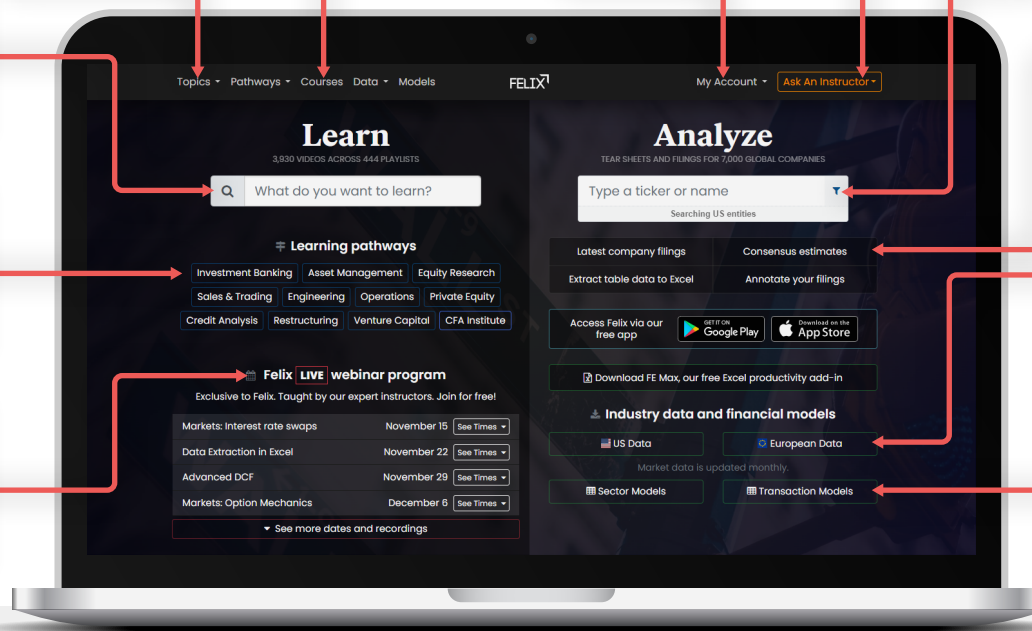 Topics Pathways Courses Data Models FELIX My Account Ask An Instructor
Learn
3,930 VIDEOS ACROSS 444 PLAYLISTS
What do you want to learn?
Learning pathways
Investment Banking Asset Management Equity Research
Sales & Trading Engineering Operations Private Equity
Credit Analysis Restructuring Venture Capital CFA Institute
Felix LIVE webinar program
Exclusive to Felix. Taught by our expert instructors. Join for free!
Markets: Interest rate swaps November 15 See Times
Data Extraction in Excel November 22 See Times
Advanced DCF November 29 See Times
Markets: Option Mechanics December 6 See Times
See more dates and recordings
Analyze
TEAR SHEETS AND FILINGS FOR 7,000 GLOBAL COMPANIES
Type a ticker or name
Searching US entities
Latest company filings Consensus estimates
Extract table data to Excel Annotate your filings
Access Felix via our
free app
GET IT ON
Google Play
Download on the
App Store
Download FE Max, our free Excel productivity add-in
Industry data and financial models
US Data European Data
Market data is updated monthly.
Sector Models Transaction Models